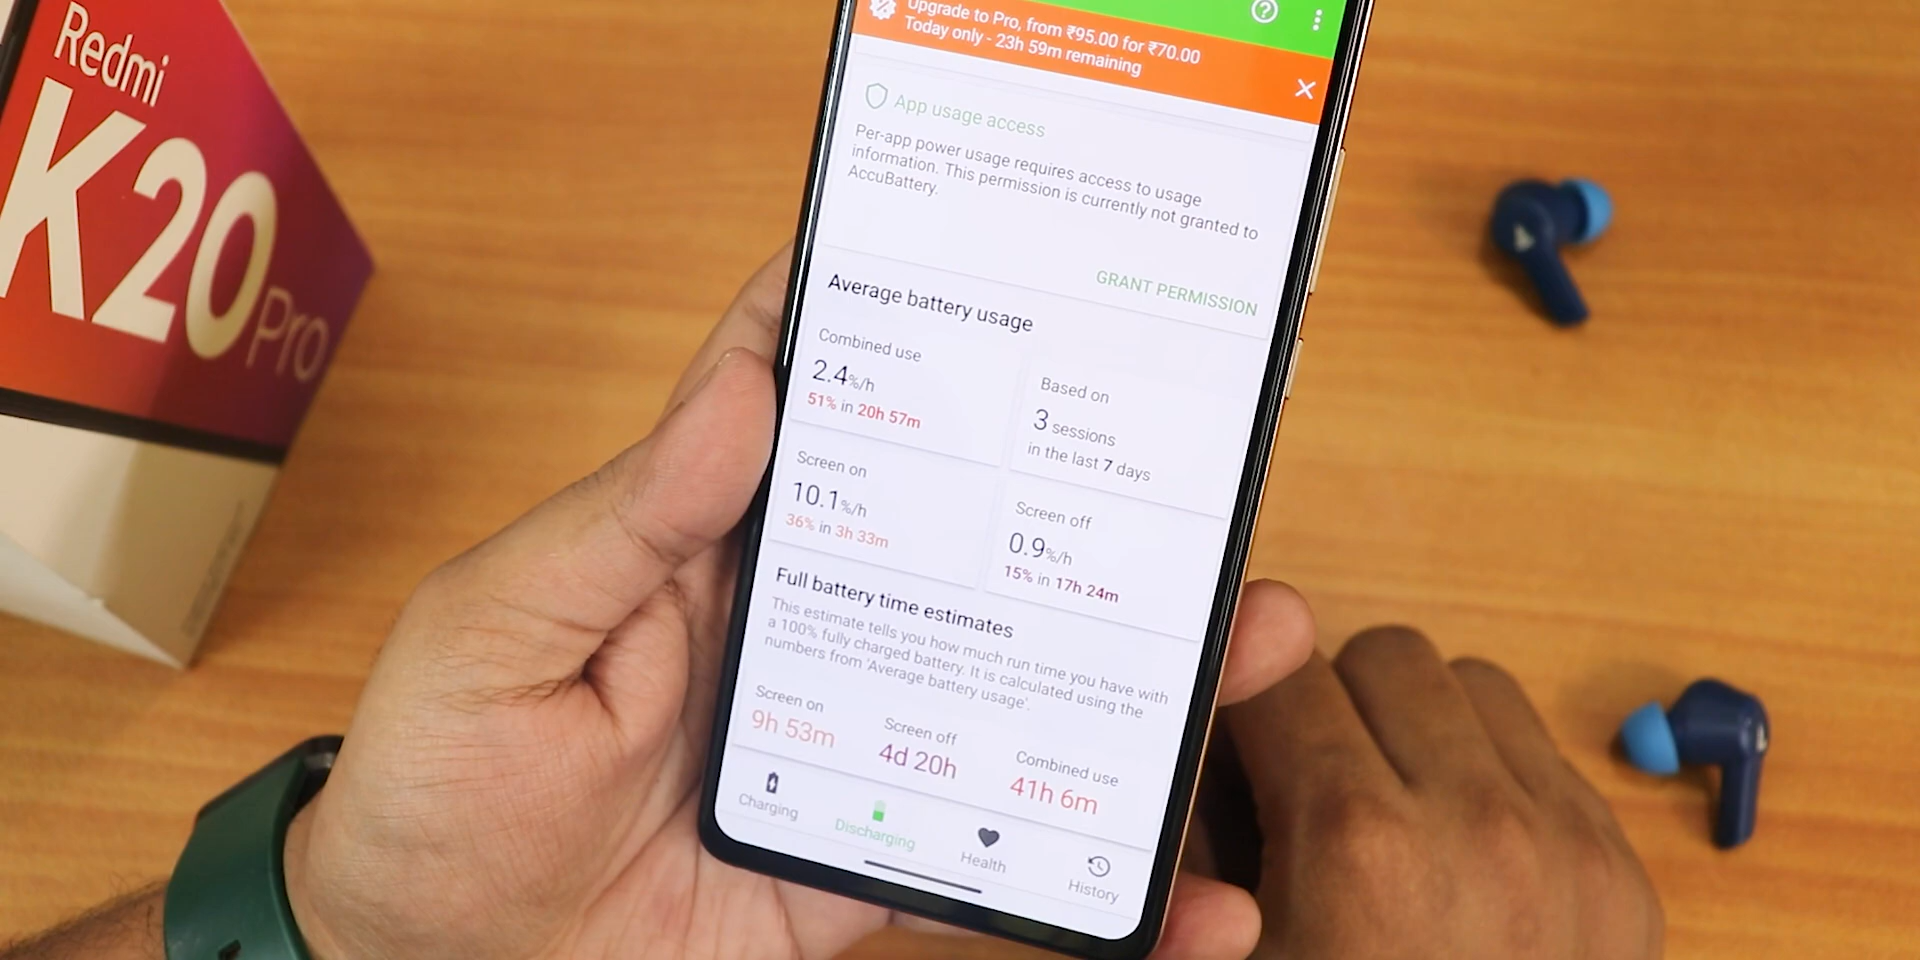 Redmi
K20 Pro
Upgrade to Pro, from ₹95.00 for ₹70.00
Today only - 23h 59m remaining
App usage access
Per-app power usage requires access to usage
information. This permission is currently not granted to
AccuBattery.
GRANT PERMISSION
Average battery usage
Combined use
2.4%/h
51% in 20h 57m
Based on
3 sessions
in the last 7 days
Screen on
10.1%/h
36% in 3h 33m
Screen off
0.9%/h
15% in 17h 24m
Full battery time estimates
This estimate tells you how much run time you have with
a 100% fully charged battery. It is calculated using the
numbers from 'Average battery usage'.
Screen on
9h 53m
Screen off
4d 20h
Combined use
41h 6m
Charging
Discharging
Health
History